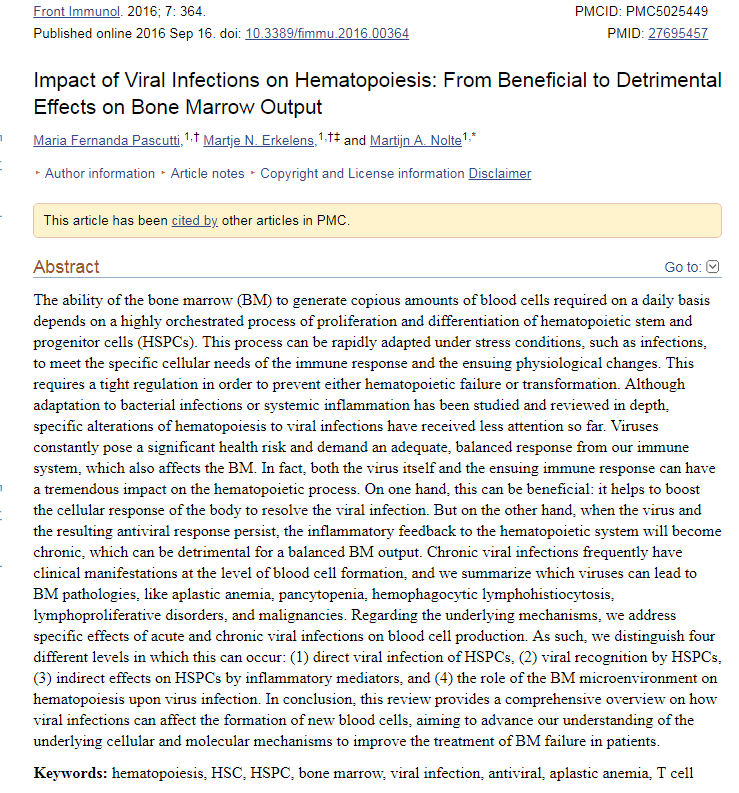 Front Immunol. 2016; 7: 364.
PMCID: PMC5025449
Published online 2016 Sep 16. doi: 10.3389/fimmu.2016.00364
PMID: 27695457
Impact of Viral Infections on Hematopoiesis: From Beneficial to Detrimental
Effects on Bone Marrow Output
Maria Fernanda Pascutti,1,† Martje N. Erkelens,1,†‡ and Martijn A. Nolte1,*
▸ Author information ▸ Article notes ▸ Copyright and License information Disclaimer
This article has been cited by other articles in PMC.
Abstract
Go to:
The ability of the bone marrow (BM) to generate copious amounts of blood cells required on a daily basis
depends on a highly orchestrated process of proliferation and differentiation of hematopoietic stem and
progenitor cells (HSPCs). This process can be rapidly adapted under stress conditions, such as infections,
to meet the specific cellular needs of the immune response and the ensuing physiological changes. This
requires a tight regulation in order to prevent either hematopoietic failure or transformation. Although
adaptation to bacterial infections or systemic inflammation has been studied and reviewed in depth,
specific alterations of hematopoiesis to viral infections have received less attention so far. Viruses
constantly pose a significant health risk and demand an adequate, balanced response from our immune
system, which also affects the BM. In fact, both the virus itself and the ensuing immune response can have
a tremendous impact on the hematopoietic process. On one hand, this can be beneficial: it helps to boost
the cellular response of the body to resolve the viral infection. But on the other hand, when the virus and
the resulting antiviral response persist, the inflammatory feedback to the hematopoietic system will become
chronic, which can be detrimental for a balanced BM output. Chronic viral infections frequently have
clinical manifestations at the level of blood cell formation, and we summarize which viruses can lead to
BM pathologies, like aplastic anemia, pancytopenia, hemophagocytic lymphohistiocytosis,
lymphoproliferative disorders, and malignancies. Regarding the underlying mechanisms, we address
specific effects of acute and chronic viral infections on blood cell production. As such, we distinguish four
different levels in which this can occur: (1) direct viral infection of HSPCs, (2) viral recognition by HSPCs,
(3) indirect effects on HSPCs by inflammatory mediators, and (4) the role of the BM microenvironment on
hematopoiesis upon virus infection. In conclusion, this review provides a comprehensive overview on how
viral infections can affect the formation of new blood cells, aiming to advance our understanding of the
underlying cellular and molecular mechanisms to improve the treatment of BM failure in patients.
Keywords: hematopoiesis, HSC, HSPC, bone marrow, viral infection, antiviral, aplastic anemia, T cell